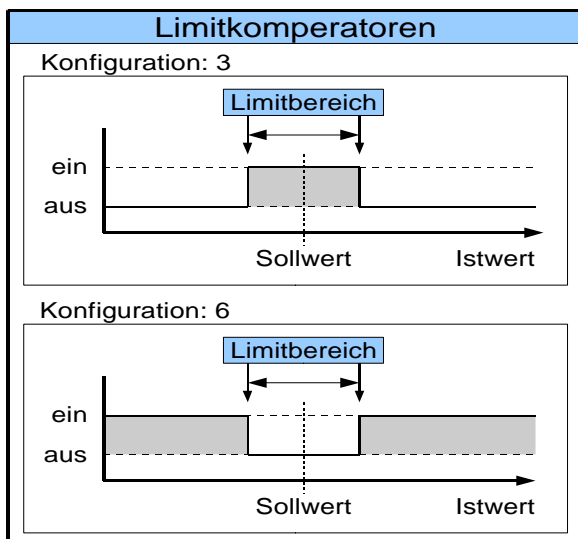 Limitkomperatoren
Konfiguration: 3
Limitbereich
ein
aus
Sollwert Istwert
Konfiguration: 6
Limitbereich
ein
aus
Sollwert Istwert